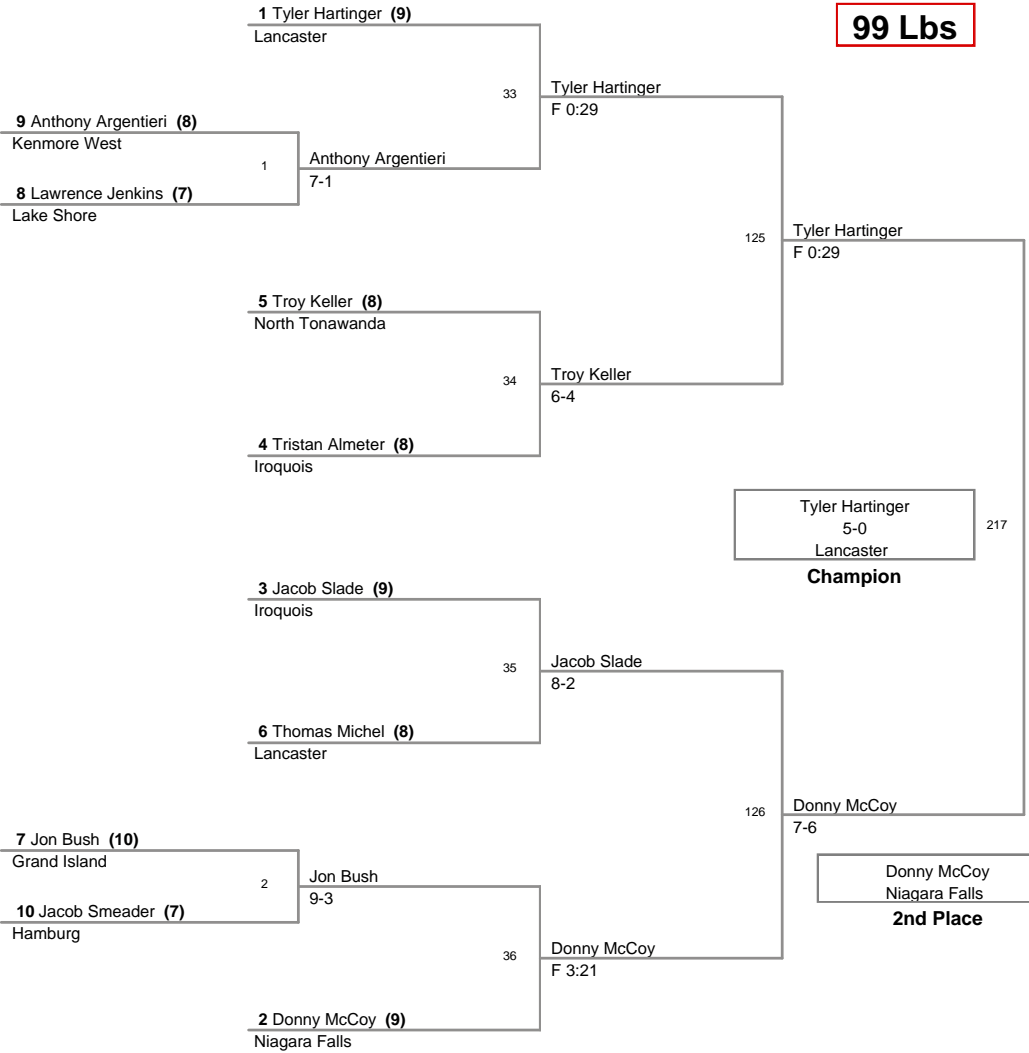 99 Lbs
1 Tyler Hartinger (9)
Lancaster
33
Tyler Hartinger
F 0:29
9 Anthony Argentieri (8)
Kenmore West
1
Anthony Argentieri
7-1
8 Lawrence Jenkins (7)
Lake Shore
125
Tyler Hartinger
F 0:29
5 Troy Keller (8)
North Tonawanda
34
Troy Keller
6-4
4 Tristan Almeter (8)
Iroquois
Tyler Hartinger
5-0
Lancaster
Champion
217
3 Jacob Slade (9)
Iroquois
35
Jacob Slade
8-2
6 Thomas Michel (8)
Lancaster
126
Donny McCoy
7-6
7 Jon Bush (10)
Grand Island
2
Jon Bush
9-3
10 Jacob Smeader (7)
Hamburg
Donny McCoy
Niagara Falls
2nd Place
36
Donny McCoy
F 3:21
2 Donny McCoy (9)
Niagara Falls